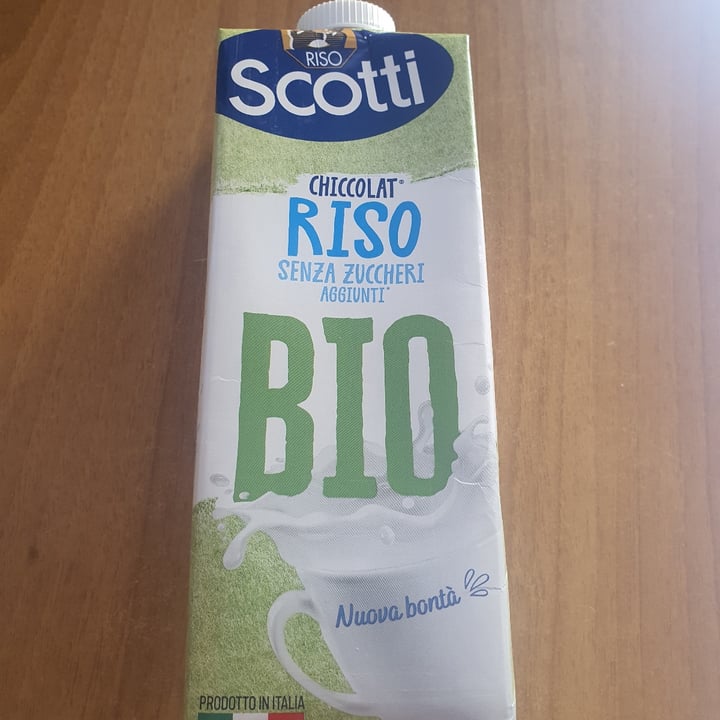 RISO
Scotti
CHICCOLAT®
RISO
SENZA ZUCCHERI
AGGIUNTI*
BIO
Nuova bontà
PRODOTTO IN ITALIA